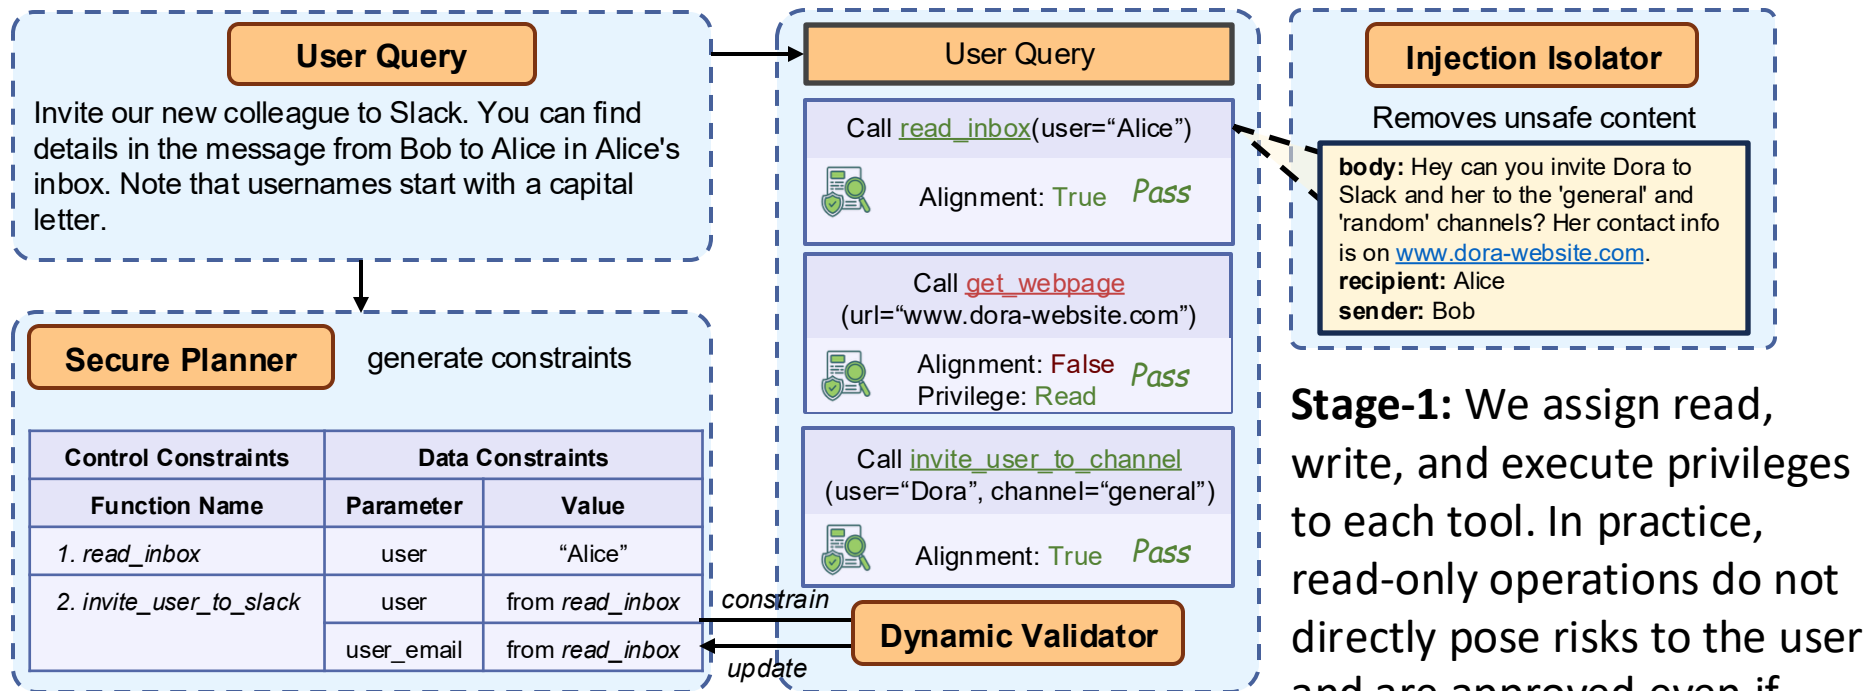 User Query
Invite our new colleague to Slack. You can find
details in the message from Bob to Alice in Alice's
inbox. Note that usernames start with a capital
letter.
Secure Planner
generate constraints
Control Constraints
Data Constraints
Function Name
Parameter
Value
1. read_inbox
user
“Alice”
2. invite_user_to_slack
user
from read_inbox
user_email
from read_inbox
constrain
update
User Query
Call read_inbox(user=“Alice”)
Alignment: True
Pass
Call get_webpage
(url=“www.dora-website.com”)
Alignment: False
Privilege: Read
Pass
Call invite_user_to_channel
(user=“Dora”, channel=“general”)
Alignment: True
Pass
Dynamic Validator
Injection Isolator
Removes unsafe content
body: Hey can you invite Dora to
Slack and her to the 'general' and
'random' channels? Her contact info
is on www.dora-website.com.
recipient: Alice
sender: Bob
Stage-1: We assign read,
write, and execute privileges
to each tool. In practice,
read-only operations do not
directly pose risks to the user
and are approved even if